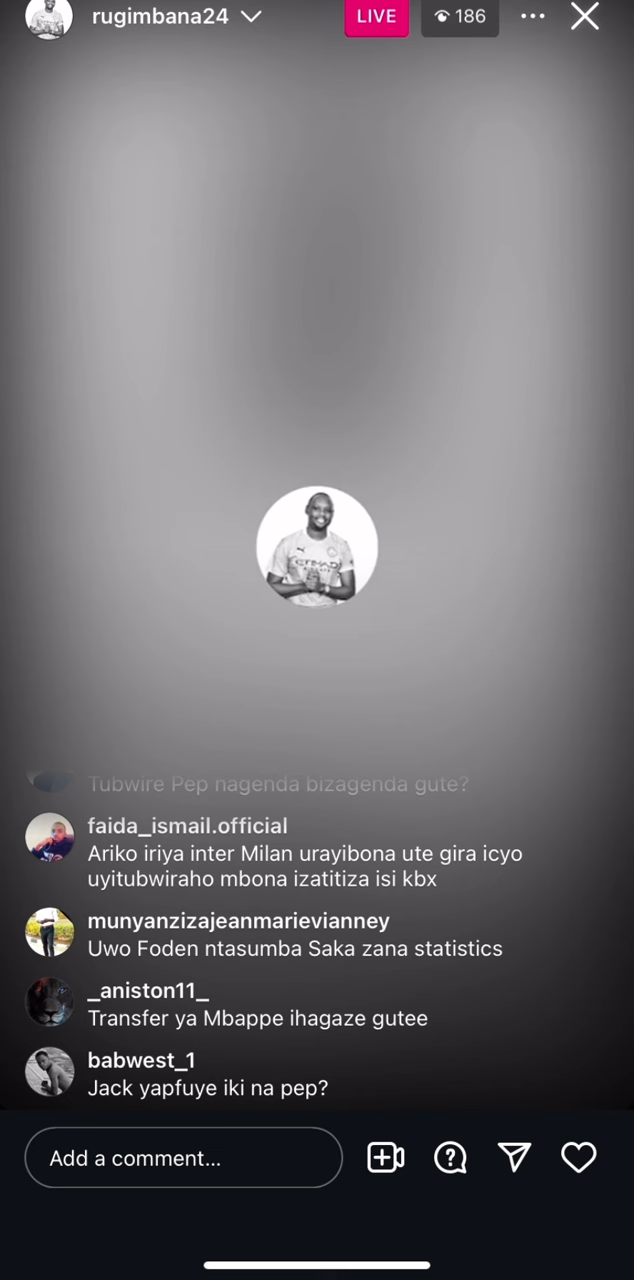 rugimbana24
LIVE
186
ETIHAD
Tubwire Pep nagenda bizagenda gute?
faida_ismail.official
Ariko iriya inter Milan urayibona ute gira icyo
uyitubwiraho mbona izatitiza isi kbx
munyanzizajeanmarievianney
Uwo Foden ntasumba Saka zana statistics
_aniston11_
Transfer ya Mbappe ihagaze gutee
babwest_1
Jack yapfuye iki na pep?
Add a comment...